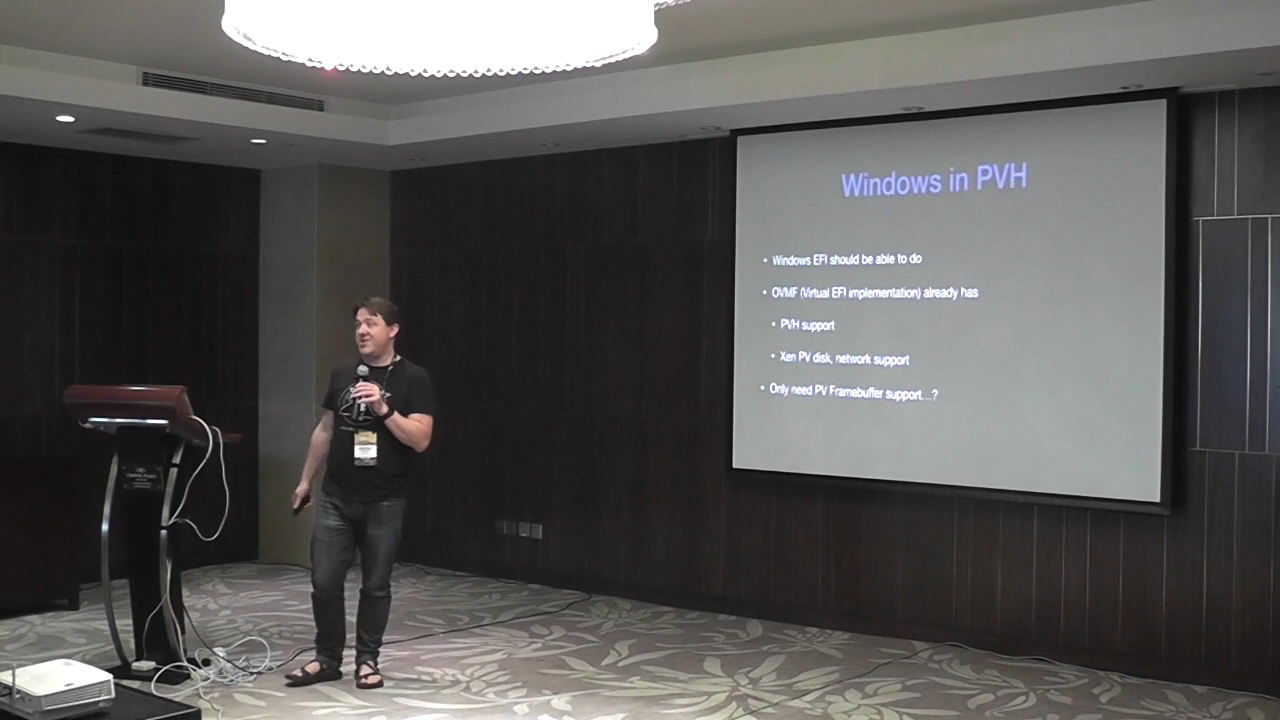 Windows in PVH
• Windows EFI should be able to do
• OVMF (Virtual EFI implementation) already has
• PVH support
• Xen PV disk, network support
• Only need PV Framebuffer support...?